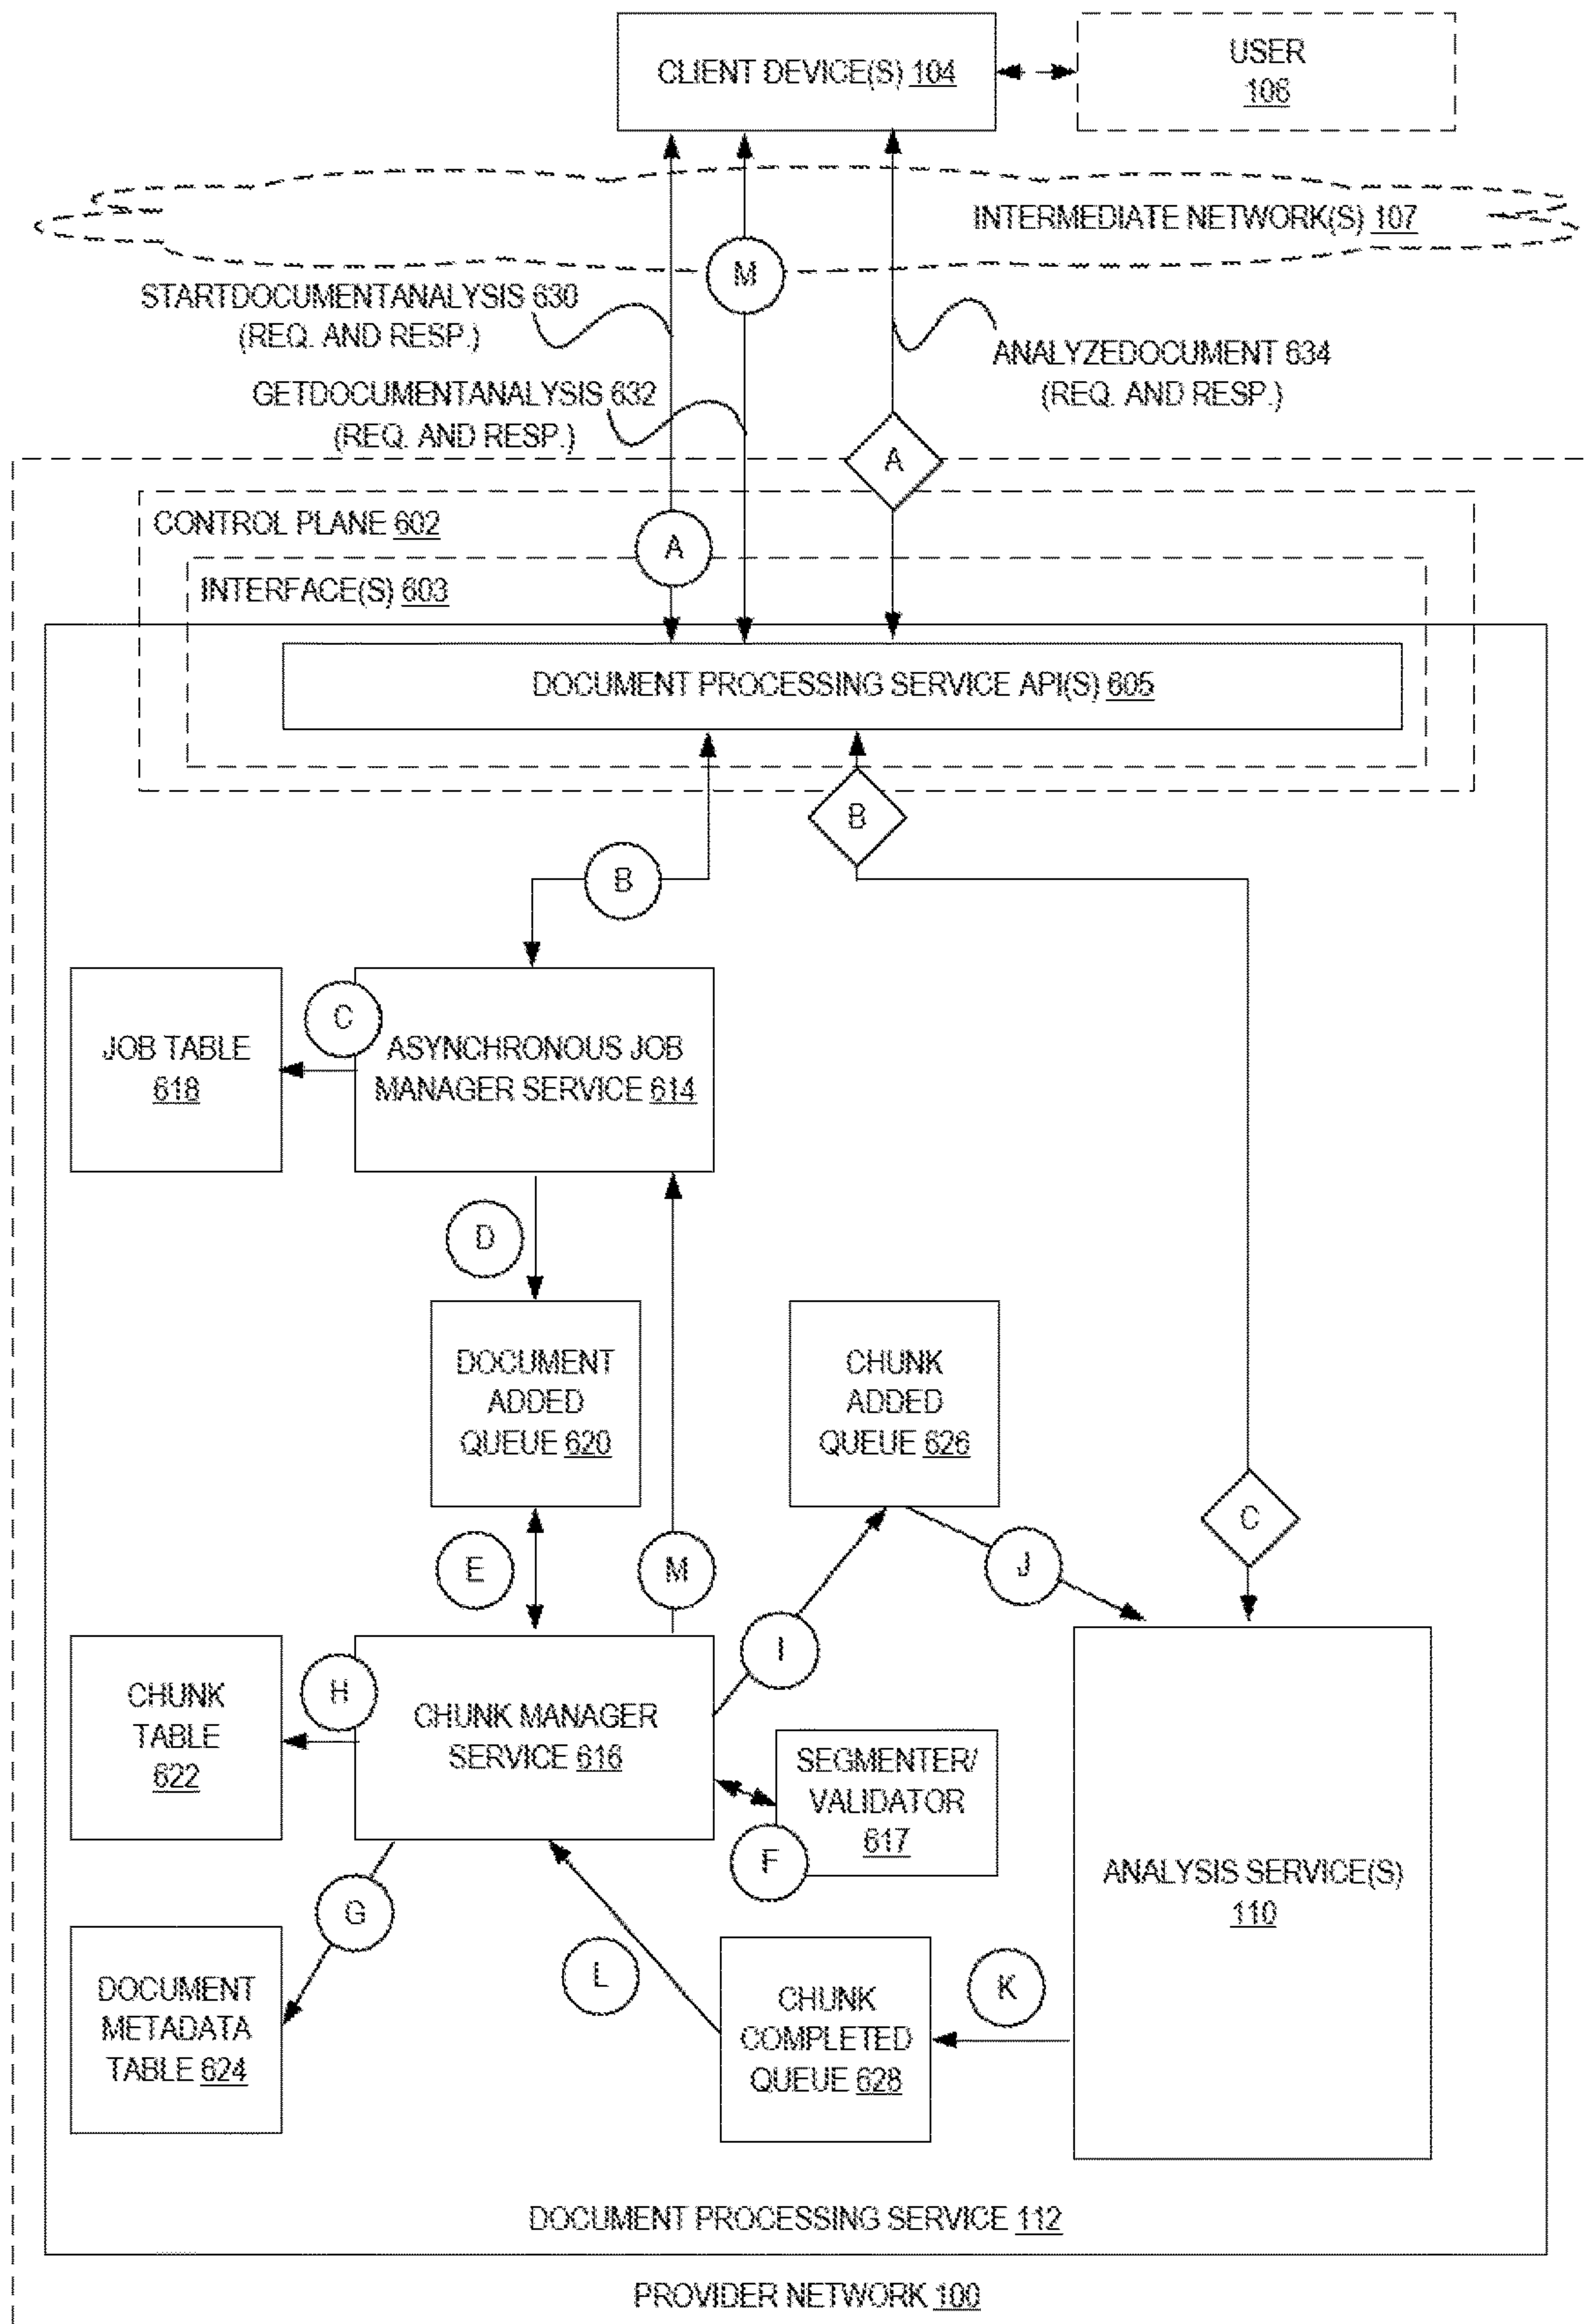 CLIENT DEVICE(S) 104
USER
106
INTERMEDIATE NETWORK(S) 107
M
STARTDOCUMENTANALYSIS 630
(REQ. AND RESP.)
ANALYZEDOCUMENT 634
(REQ. AND RESP.)
GETDOCUMENTANALYSIS 632
(REQ. AND RESP.)
A
CONTROL PLANE 602
A
INTERFACE(S) 603
DOCUMENT PROCESSING SERVICE API(S) 605
B
B
C
JOB TABLE
618
ASYNCHRONOUS JOB
MANAGER SERVICE 614
D
DOCUMENT
ADDED
QUEUE 620
CHUNK
ADDED
QUEUE 626
C
E
M
J
I
H
CHUNK
TABLE
622
CHUNK MANAGER
SERVICE 616
SEGMENTER/
VALIDATOR
617
F
ANALYSIS SERVICE(S)
110
G
L
K
DOCUMENT
METADATA
TABLE 624
CHUNK
COMPLETED
QUEUE 628
DOCUMENT PROCESSING SERVICE 112
PROVIDER NETWORK 100